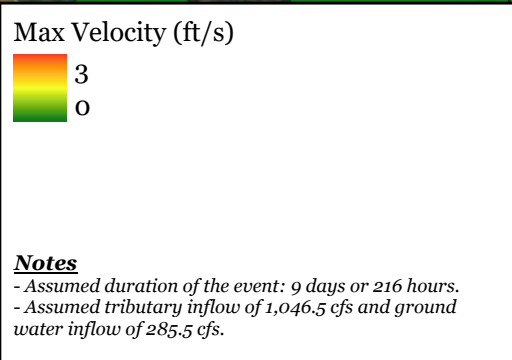 Max Velocity (ft/s)
3
0
Notes
- Assumed duration of the event: 9 days or 216 hours.
- Assumed tributary inflow of 1,046.5 cfs and ground
water inflow of 285.5 cfs.